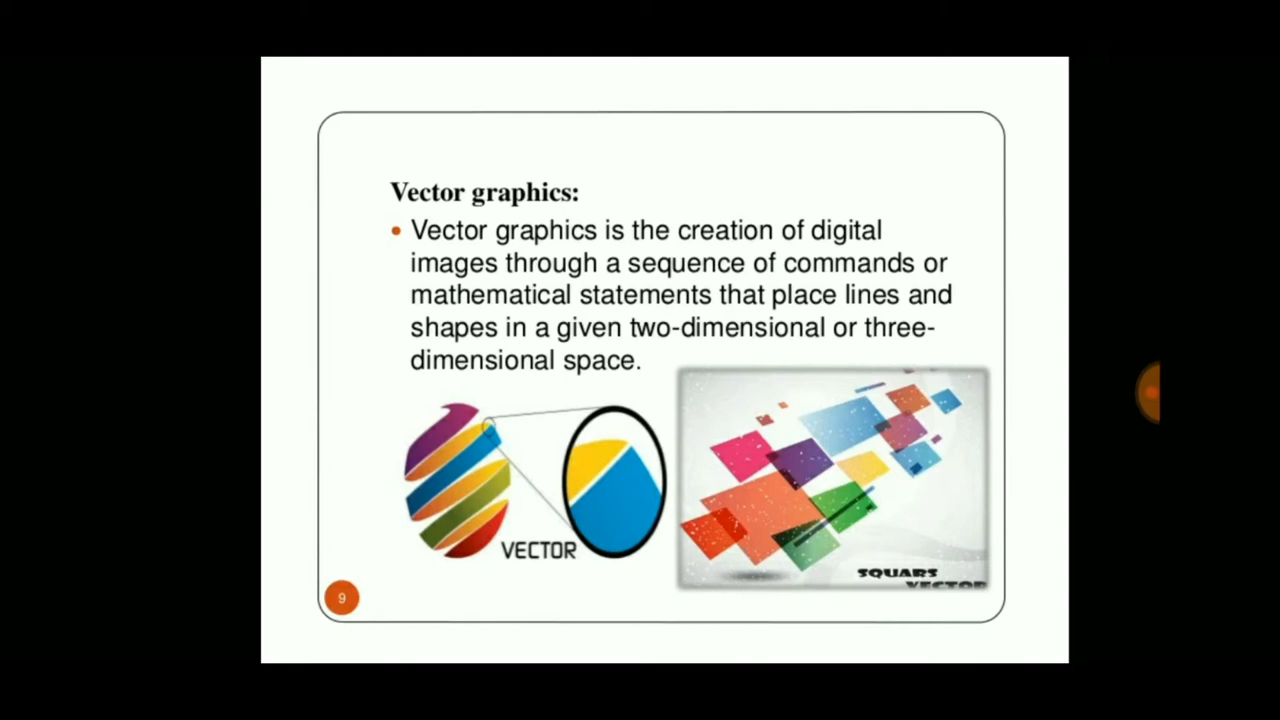 Vector graphics:
• Vector graphics is the creation of digital
images through a sequence of commands or
mathematical statements that place lines and
shapes in a given two-dimensional or three-
dimensional space.
VECTOR
SQUARS
VECTOR
9